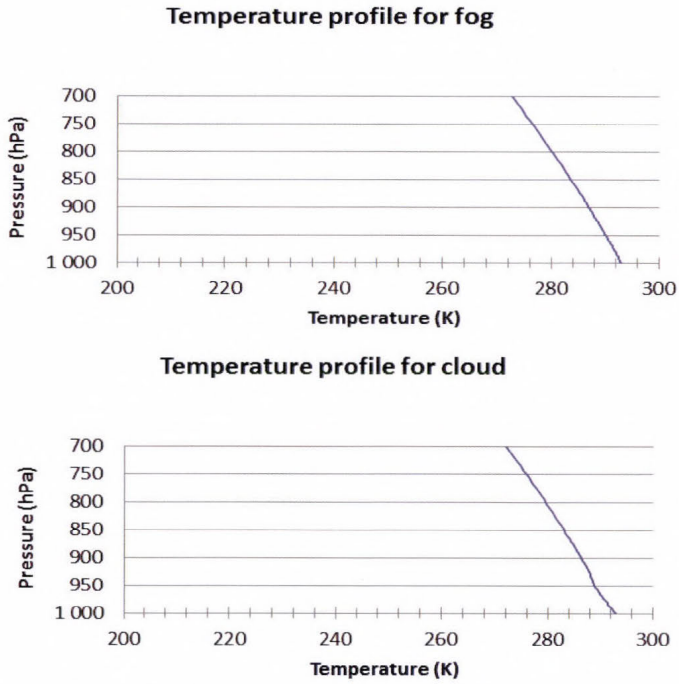 Temperature profile for fog
Pressure (hPa)
700
750
800
850
900
950
1 000
200 220 240 260 280 300
Temperature (K)
Temperature profile for cloud
Pressure (hPa)
700
750
800
850
900
950
1 000
200 220 240 260 280 300
Temperature (K)